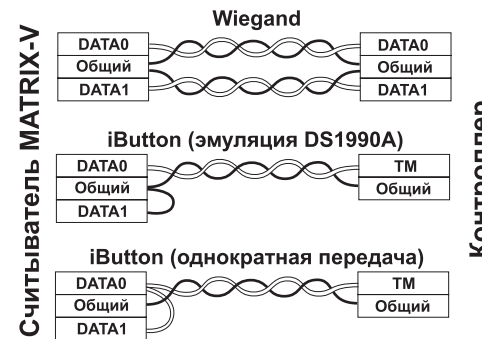 Считыватель MATRIX-V
Wiegand
DATA0 DATA0
Общий Общий
DATA1 DATA1
iButton (эмуляция DS1990A)
DATA0 TM
Общий Общий
DATA1
iButton (однократная передача)
DATA0 TM
Общий Общий
DATA1
Контроллер